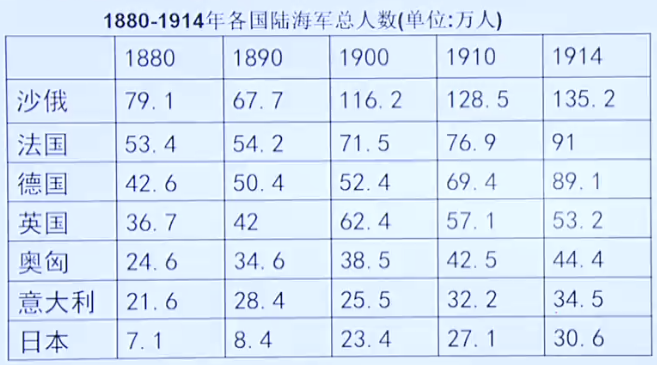 1880-1914年各国陆海军总人数(单位:万人)
1880 1890 1900 1910 1914
沙俄 79.1 67.7 116.2 128.5 135.2
法国 53.4 54.2 71.5 76.9 91
德国 42.6 50.4 52.4 69.4 89.1
英国 36.7 42 62.4 57.1 53.2
奥匈 24.6 34.6 38.5 42.5 44.4
意大利 21.6 28.4 25.5 32.2 34.5
日本 7.1 8.4 23.4 27.1 30.6